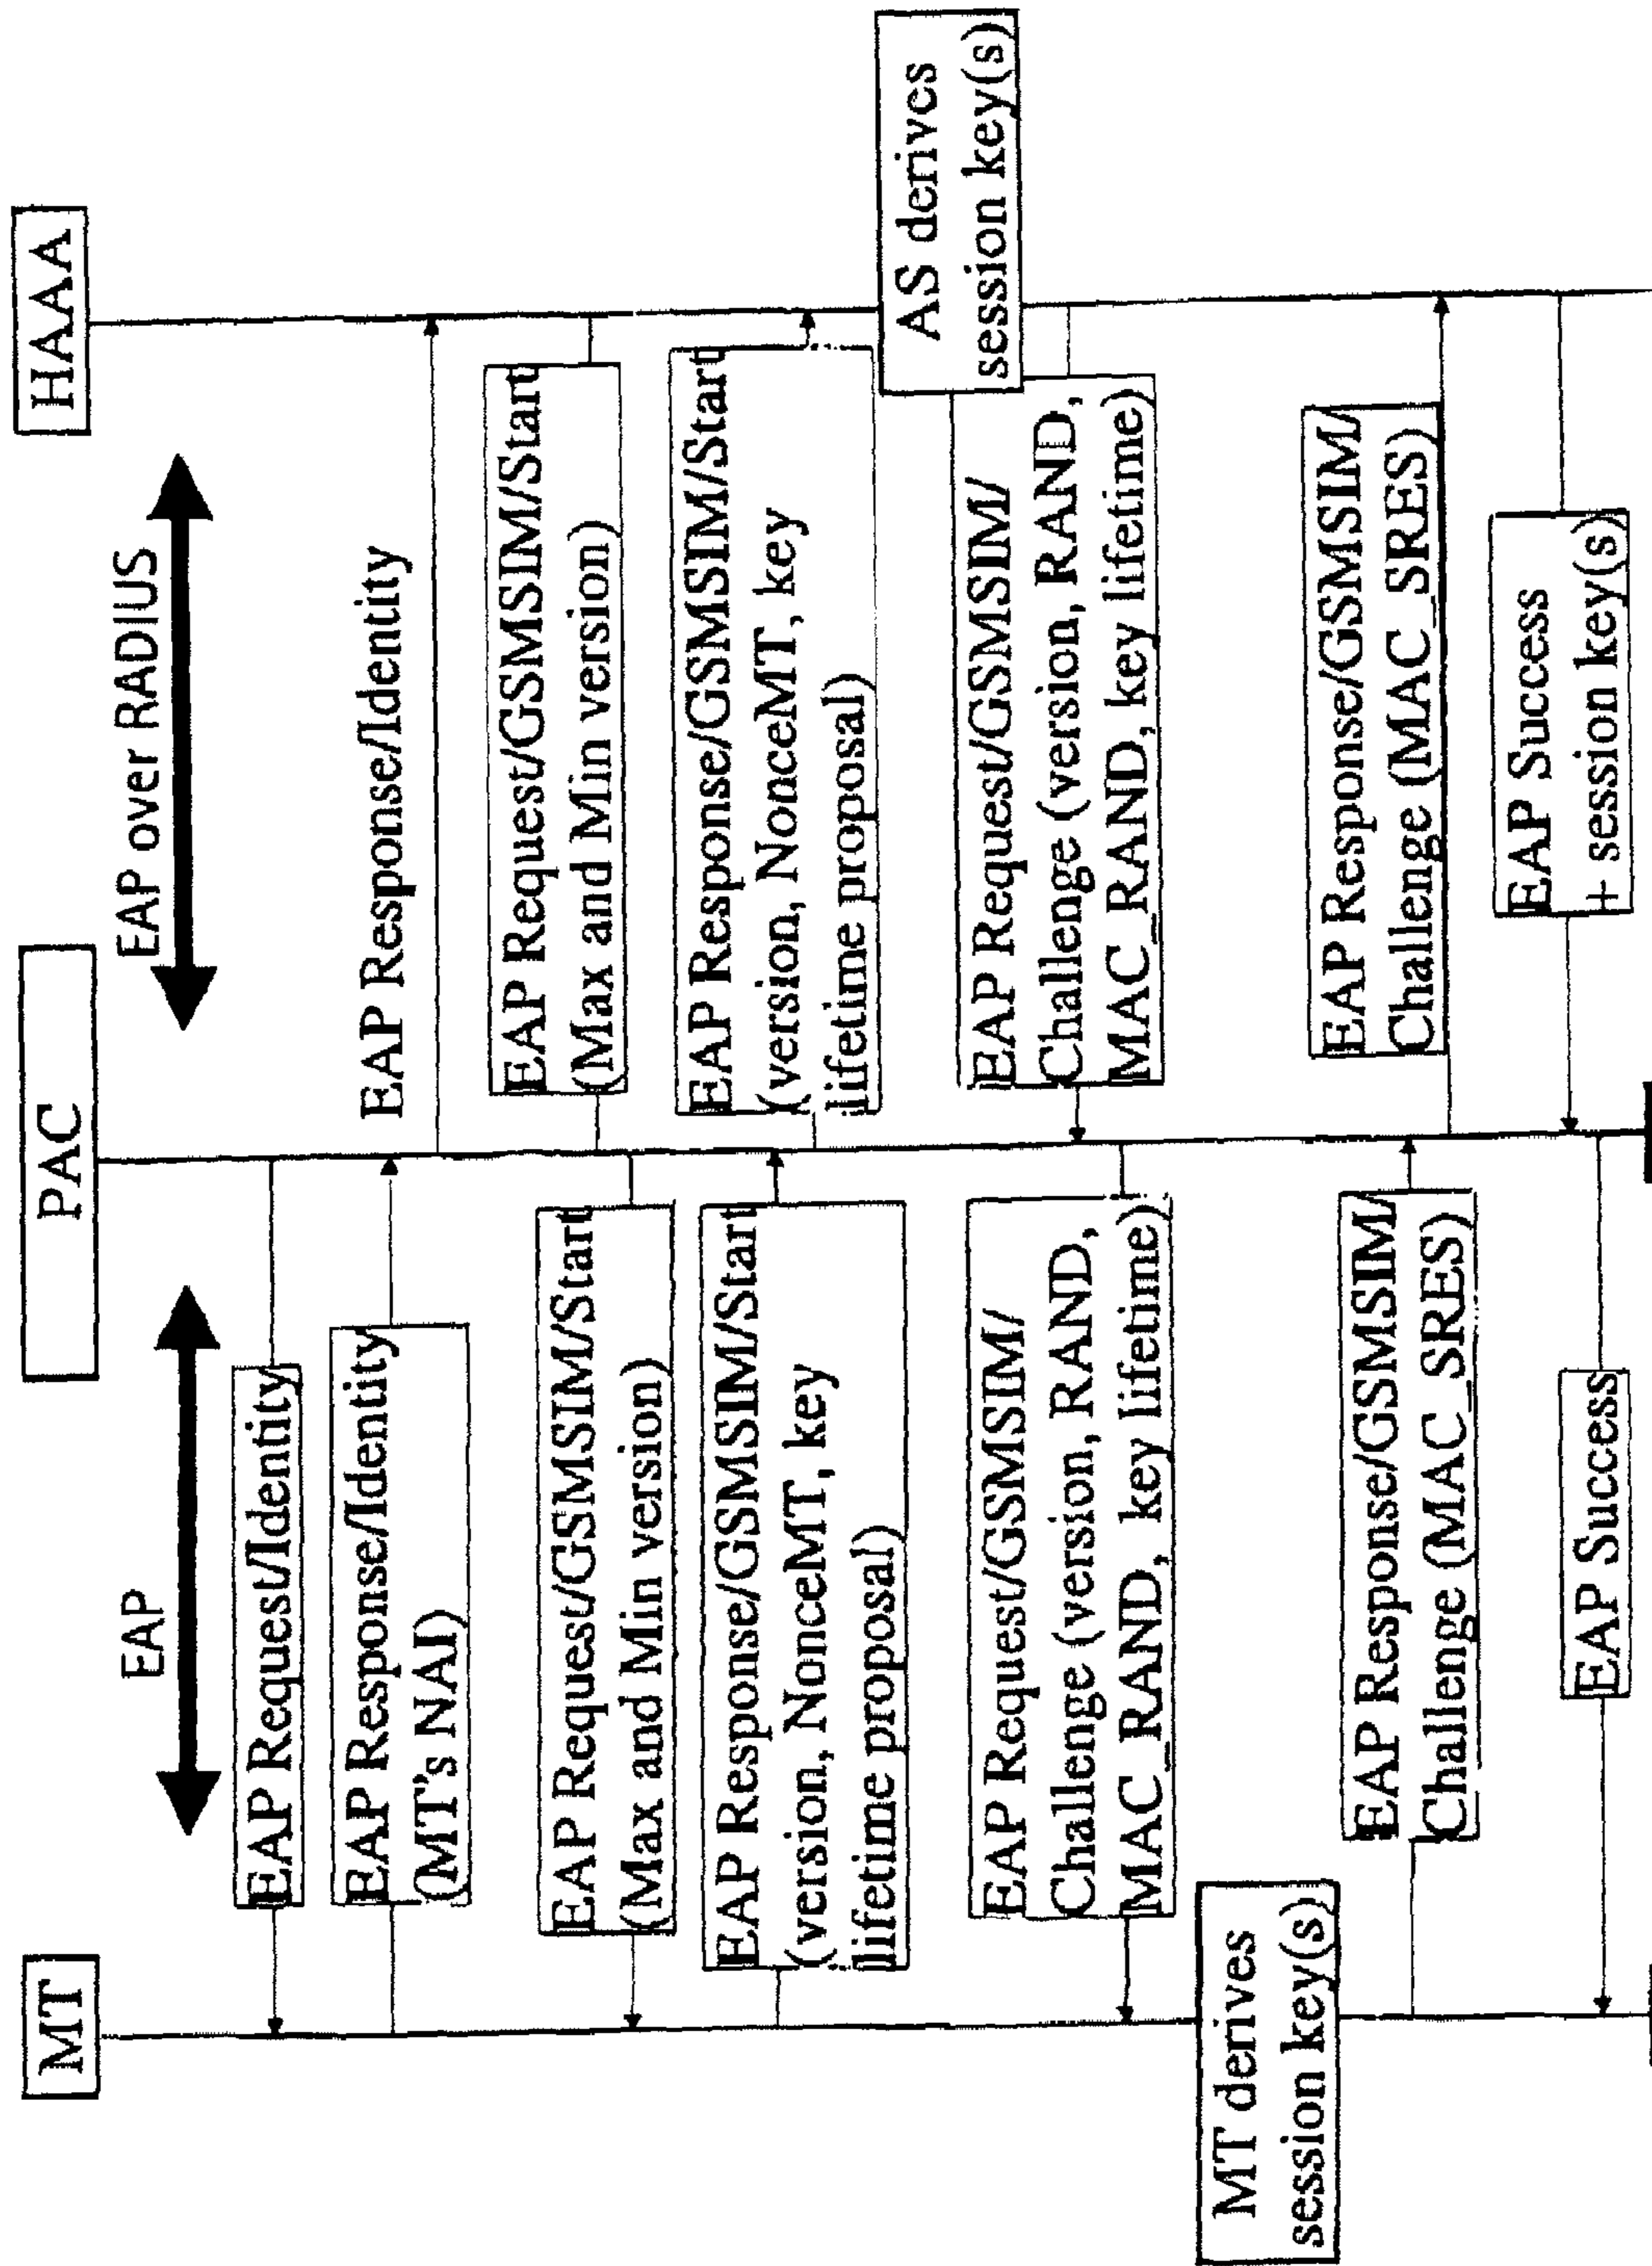 MT
PAC
HAAA
EAP
EAP over RADIUS
EAP Request/Identity
EAP Response/Identity
(MT's NAI)
EAP Response/Identity
EAP Request/GSMSIM/Start
(Max and Min version)
EAP Request/GSMSIM/Start
(Max and Min version)
EAP Response/GSMSIM/Start
(version, NonceMT, key
lifetime proposal)
EAP Response/GSMSIM/Start
(version, NonceMT, key
lifetime proposal)
AS derives
session key(s)
EAP Request/GSMSIM/
Challenge (version, RAND,
MAC_RAND, key lifetime)
EAP Request/GSMSIM/
Challenge (version, RAND,
MAC_RAND, key lifetime)
MT derives
session key(s)
EAP Response/GSMSIM/
Challenge (MAC_SRES)
EAP Response/GSMSIM/
Challenge (MAC_SRES)
EAP Success
+ session key(s)
EAP Success